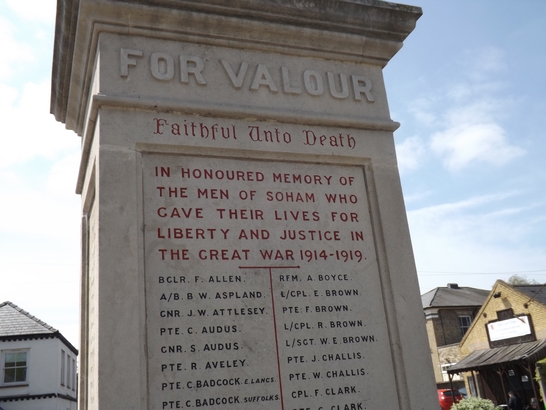 FOR VALOUR
Faithful Unto Death
IN HONOURED MEMORY OF
THE MEN OF SOHAM WHO
GAVE THEIR LIVES FOR
LIBERTY AND JUSTICE IN
THE GREAT WAR 1914-1919.
BGLR. F. ALLEN.
A/B. B. W. ASPLAND.
GNR. J. W. ATTLESEY.
PTE. C. AUDUS.
GNR. S. AUDUS.
PTE. R. AVELEY.
PTE. C. BADCOCK. E. LANCS
PTE. C. BADCOCK. SUFFOLKS
RFM. A. BOYCE.
L/CPL. E. BROWN.
PTE. F. BROWN.
L/CPL. R. BROWN.
L/SGT. W. E. BROWN.
PTE. J. CHALLIS.
PTE. W. CHALLIS.
CPL. F. CLARK.
CLARK.